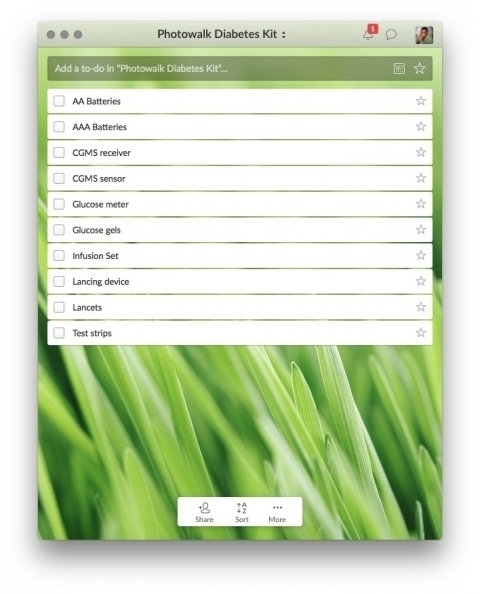 Photowalk Diabetes Kit
1
Add a to-do in "Photowalk Diabetes Kit"...
AA Batteries
AAA Batteries
CGMS receiver
CGMS sensor
Glucose meter
Glucose gels
Infusion Set
Lancing device
Lancets
Test strips
A
Z
Share Sort More